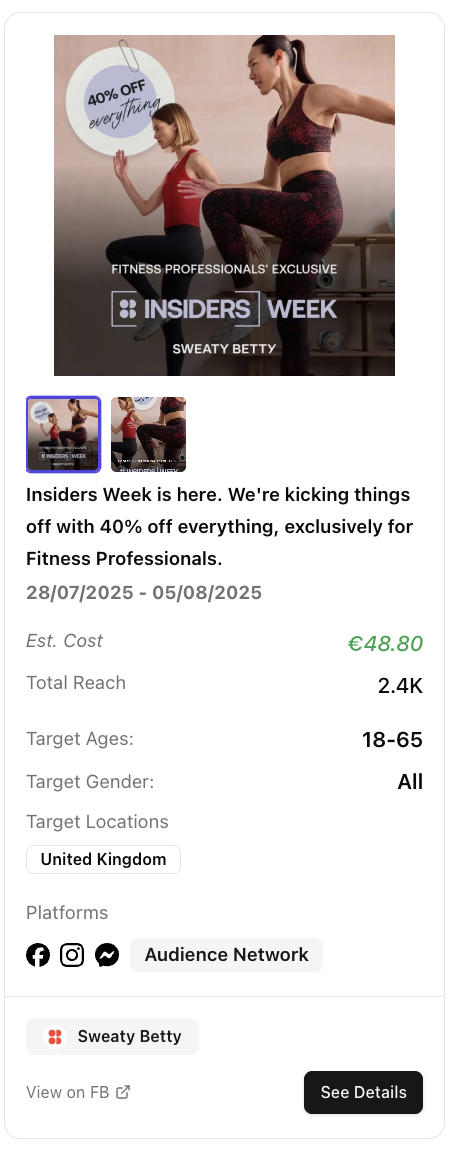 40% OFF
everything
FITNESS PROFESSIONALS' EXCLUSIVE
INSIDERS WEEK
SWEATY BETTY
Insiders Week is here. We're kicking things
off with 40% off everything, exclusively for
Fitness Professionals.
28/07/2025 - 05/08/2025
Est. Cost €48.80
Total Reach 2.4K
Target Ages: 18-65
Target Gender: All
Target Locations
United Kingdom
Platforms
Audience Network
Sweaty Betty
View on FB See Details